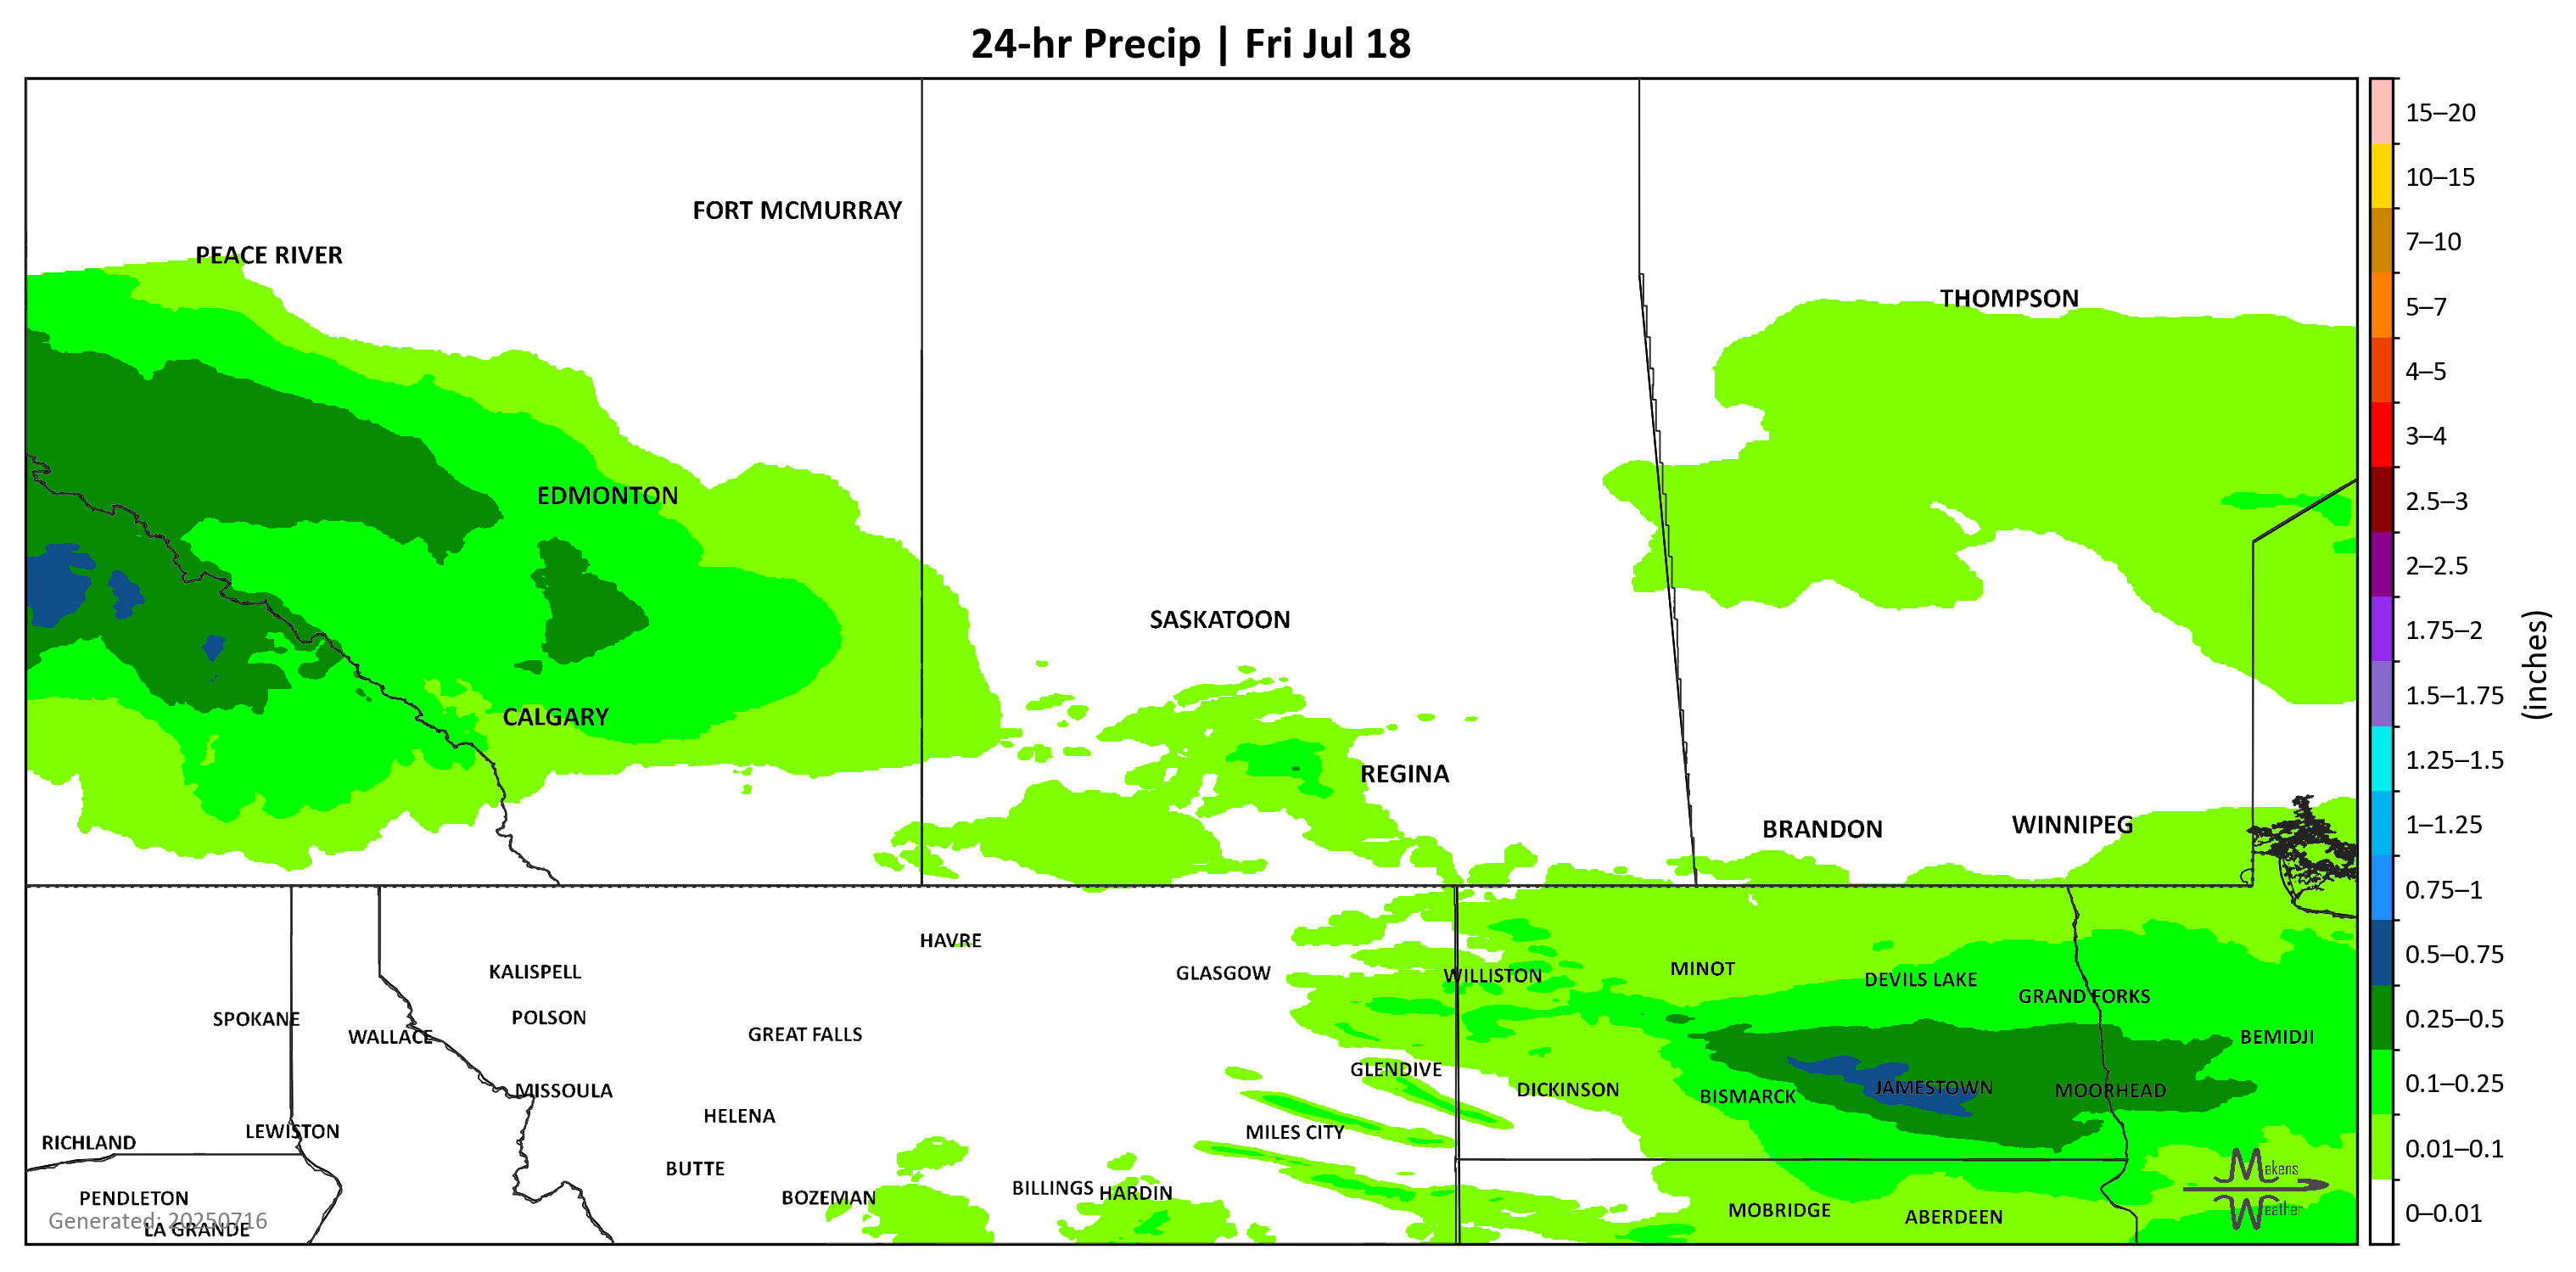 24-hr Precip | Fri Jul 18
FORT MCMURRAY
PEACE RIVER
THOMPSON
EDMONTON
SASKATOON
CALGARY
REGINA
BRANDON
WINNIPEG
HAVRE
KALISPELL
GLASGOW
WILLISTON
MINOT
DEVILS LAKE
GRAND FORKS
SPOKANE
POLSON
WALLACE
GREAT FALLS
BEMIDJI
GLENDIVE
MISSOULA
DICKINSON
BISMARCK
JAMESTOWN
MOORHEAD
HELENA
RICHLAND
LEWISTON
MILES CITY
BUTTE
PENDLETON
BOZEMAN
BILLINGS
HARDIN
MOBRIDGE
ABERDEEN
Generated: 20250716
LA GRANDE
Makens
Weather
15–20
10–15
7–10
5–7
4–5
3–4
2.5–3
2–2.5
1.75–2
1.5–1.75
1.25–1.5
1–1.25
0.75–1
0.5–0.75
0.25–0.5
0.1–0.25
0.01–0.1
0–0.01
(inches)